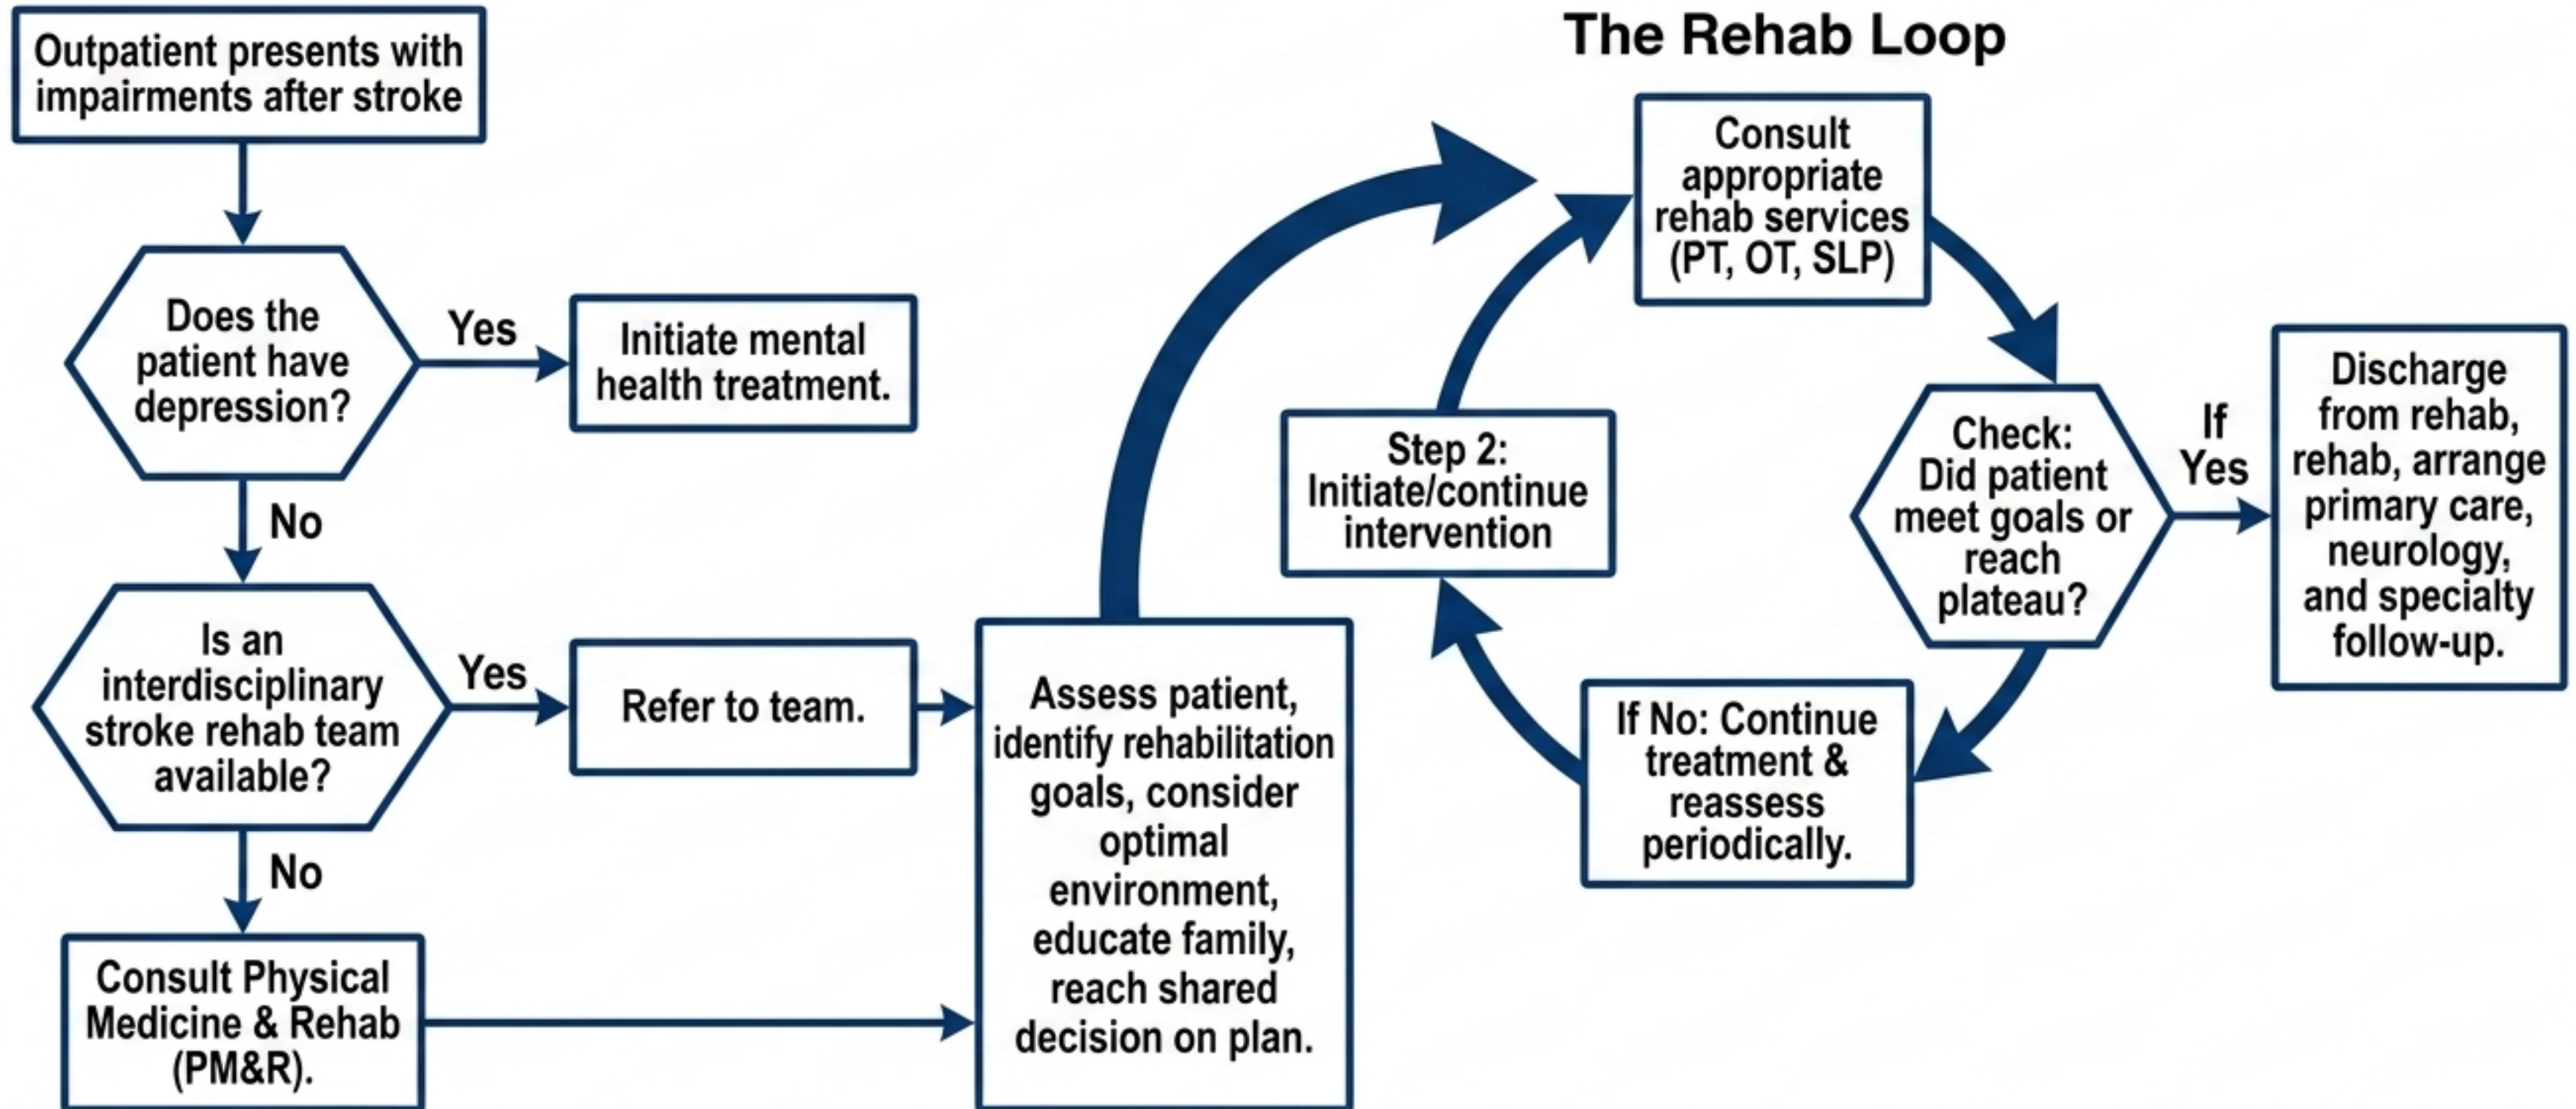 Outpatient presents with
impairments after stroke
Does the
patient have
depression?
Yes
Initiate mental
health treatment.
No
Is an
interdisciplinary
stroke rehab team
available?
Yes
Refer to team.
No
Consult Physical
Medicine & Rehab
(PM&R).
Assess patient,
identify rehabilitation
goals, consider
optimal
environment,
educate family,
reach shared
decision on plan.
The Rehab Loop
Consult
appropriate
rehab services
(PT, OT, SLP)
Check:
Did patient
meet goals or
reach
plateau?
If
Yes
Discharge
from rehab,
rehab, arrange
primary care,
neurology,
and specialty
follow-up.
If No: Continue
treatment &
reassess
periodically.
Step 2:
Initiate/continue
intervention